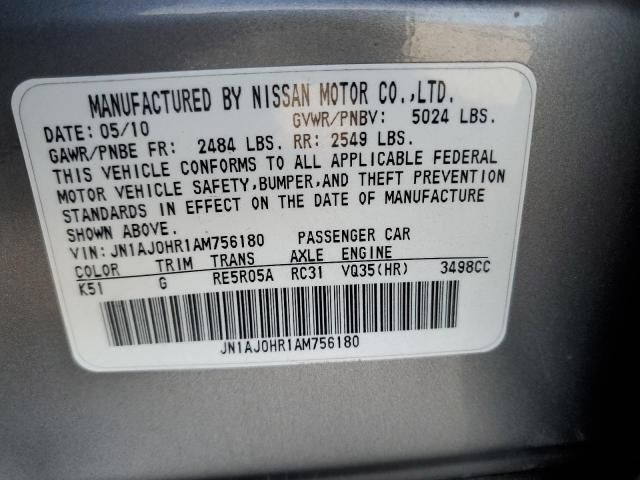 MANUFACTURED BY NISSAN MOTOR CO.,LTD.
DATE: 05/10 GVWR/PNBV: 5024 LBS.
GAWR/PNBE FR: 2484 LBS. RR: 2549 LBS.
THIS VEHICLE CONFORMS TO ALL APPLICABLE FEDERAL
MOTOR VEHICLE SAFETY,BUMPER,AND THEFT PREVENTION
STANDARDS IN EFFECT ON THE DATE OF MANUFACTURE
SHOWN ABOVE.
VIN: JN1AJ0HR1AM756180 PASSENGER CAR
COLOR TRIM TRANS AXLE ENGINE
K51 G RE5R05A RC31 VQ35(HR) 3498CC
JN1AJ0HR1AM756180